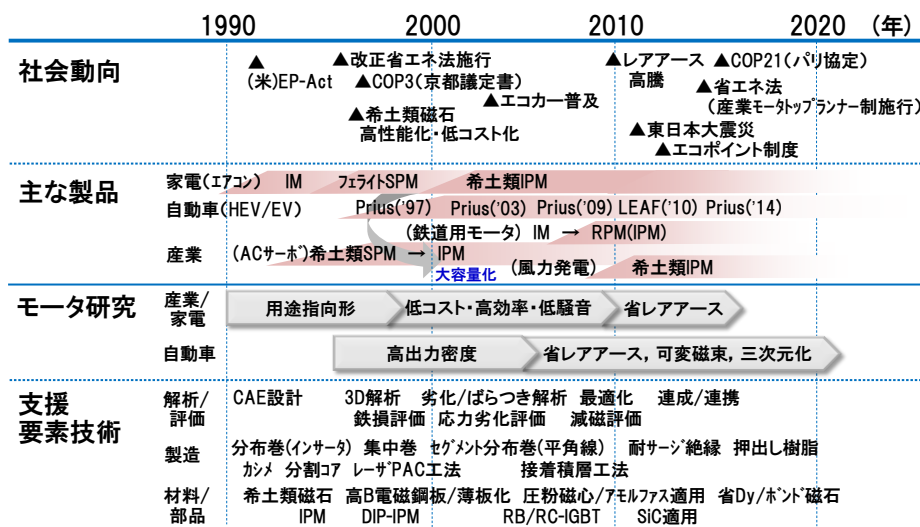 1990 2000 2010 2020 (年)
社会動向
▲ ▲改正省エネ法施行 ▲レアアース ▲COP21(パリ協定)
(米)EP-Act ▲COP3(京都議定書) 高騰 ▲省エネ法
▲エコカー普及 (産業モータトップランナー制施行)
▲希土類磁石
高性能化・低コスト化 ▲東日本大震災
▲エコポイント制度
主な製品 家電(エアコン) IM フェライトSPM 希土類IPM
自動車(HEV/EV) Prius('97) Prius('03) Prius('09) LEAF('10) Prius('14)
(鉄道用モータ) IM → RPM(IPM)
産業 (ACサーボ)希土類SPM → IPM
大容量化 (風力発電) 希土類IPM
モータ研究 産業/
家電 用途指向形 低コスト・高効率・低騒音 省レアアース
自動車 高出力密度 省レアアース, 可変磁束, 三次元化
支援
要素技術
解析/
評価 CAE設計 3D解析 劣化/ばらつき解析 最適化 連成/連携
鉄損評価 応力劣化評価 減磁評価
製造 分布巻(インサータ) 集中巻 セグメント分布巻(平角線) 耐サージ絶縁 押出し樹脂
カシメ 分割コア レーザPAC工法 接着積層工法
材料/
部品 希土類磁石 高B電磁鋼板/薄板化 圧粉磁心/アモルファス適用 省Dy/ボンド磁石
IPM DIP-IPM RB/RC-IGBT SiC適用